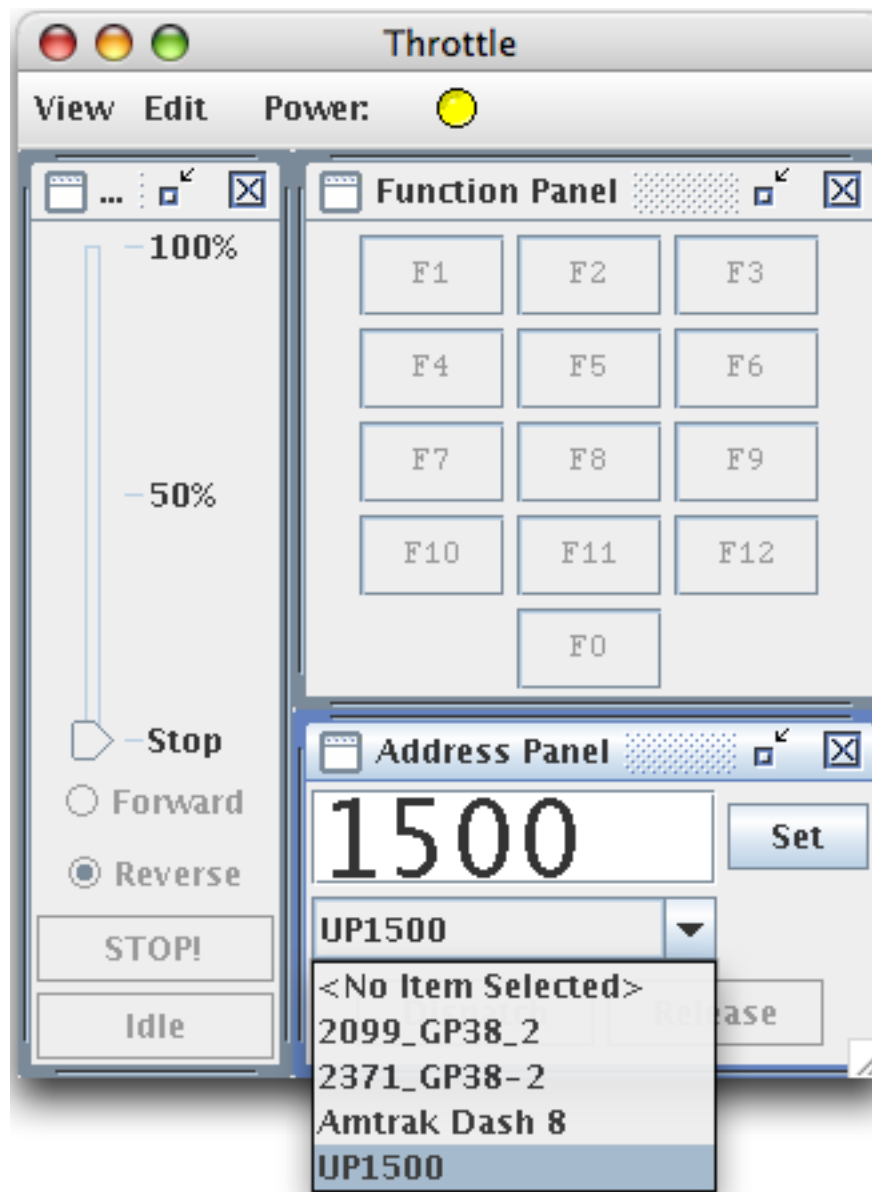 Throttle
View Edit Power:
...
100%
50%
Stop
Forward
Reverse
STOP!
Idle
Function Panel
F1 F2 F3
F4 F5 F6
F7 F8 F9
F10 F11 F12
F0
Address Panel
1500 Set
UP1500
<No Item Selected>
Dispatch Release
2099_GP38_2
2371_GP38-2
Amtrak Dash 8
UP1500